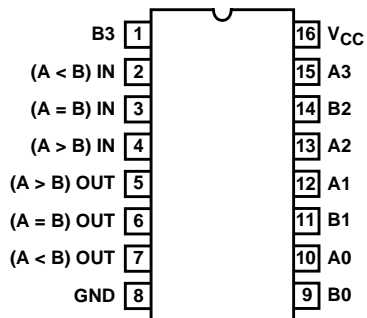 B3 1 16 VCC
(A < B) IN 2 15 A3
(A = B) IN 3 14 B2
(A > B) IN 4 13 A2
(A > B) OUT 5 12 A1
(A = B) OUT 6 11 B1
(A < B) OUT 7 10 A0
GND 8 9 B0